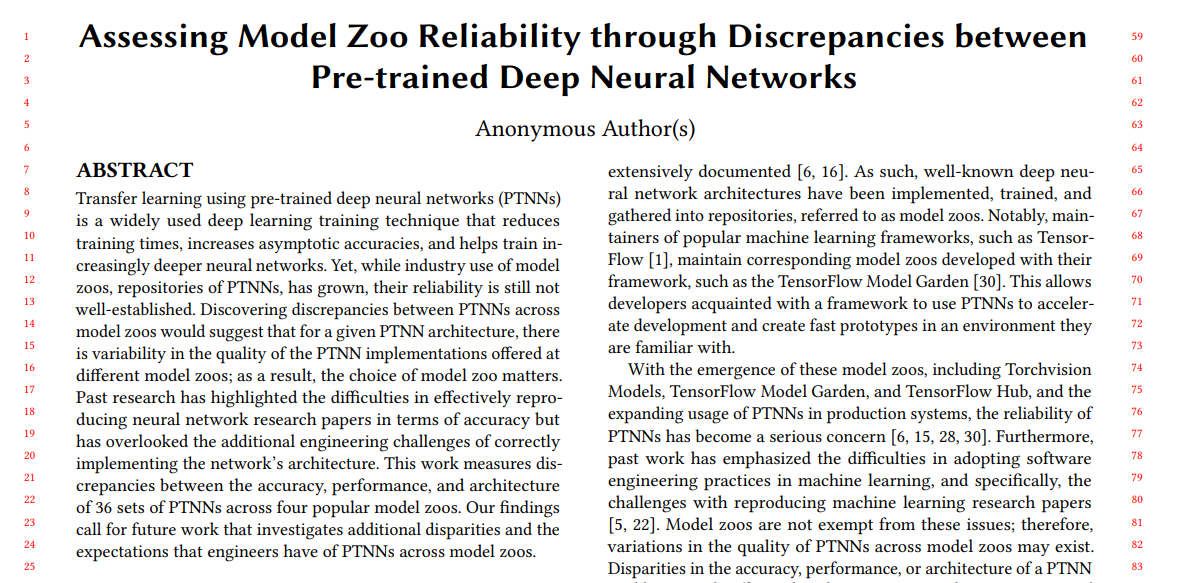 Assessing Model Zoo Reliability through Discrepancies between
Pre-trained Deep Neural Networks
Anonymous Author(s)
1
2
3
4
5
6
7
8
9
10
11
12
13
14
15
16
17
18
19
20
21
22
23
24
25
ABSTRACT
Transfer learning using pre-trained deep neural networks (PTNNs)
is a widely used deep learning training technique that reduces
training times, increases asymptotic accuracies, and helps train in-
creasingly deeper neural networks. Yet, while industry use of model
zoos, repositories of PTNNs, has grown, their reliability is still not
well-established. Discovering discrepancies between PTNNs across
model zoos would suggest that for a given PTNN architecture, there
is variability in the quality of the PTNN implementations offered at
different model zoos; as a result, the choice of model zoo matters.
Past research has highlighted the difficulties in effectively repro-
ducing neural network research papers in terms of accuracy but
has overlooked the additional engineering challenges of correctly
implementing the network's architecture. This work measures dis-
crepancies between the accuracy, performance, and architecture
of 36 sets of PTNNs across four popular model zoos. Our findings
call for future work that investigates additional disparities and the
expectations that engineers have of PTNNs across model zoos.
extensively documented [6, 16]. As such, well-known deep neu-
ral network architectures have been implemented, trained, and
gathered into repositories, referred to as model zoos. Notably, main-
tainers of popular machine learning frameworks, such as Tensor-
Flow [1], maintain corresponding model zoos developed with their
framework, such as the TensorFlow Model Garden [30]. This allows
developers acquainted with a framework to use PTNNs to acceler-
ate development and create fast prototypes in an environment they
are familiar with.
With the emergence of these model zoos, including Torchvision
Models, TensorFlow Model Garden, and TensorFlow Hub, and the
expanding usage of PTNNs in production systems, the reliability of
PTNNs has become a serious concern [6, 15, 28, 30]. Furthermore,
past work has emphasized the difficulties in adopting software
engineering practices in machine learning, and specifically, the
challenges with reproducing machine learning research papers
[5, 22]. Model zoos are not exempt from these issues; therefore,
variations in the quality of PTNNs across model zoos may exist.
Disparities in the accuracy, performance, or architecture of a PTNN
59
60
61
62
63
64
65
66
67
68
69
70
71
72
73
74
75
76
77
78
79
80
81
82
83